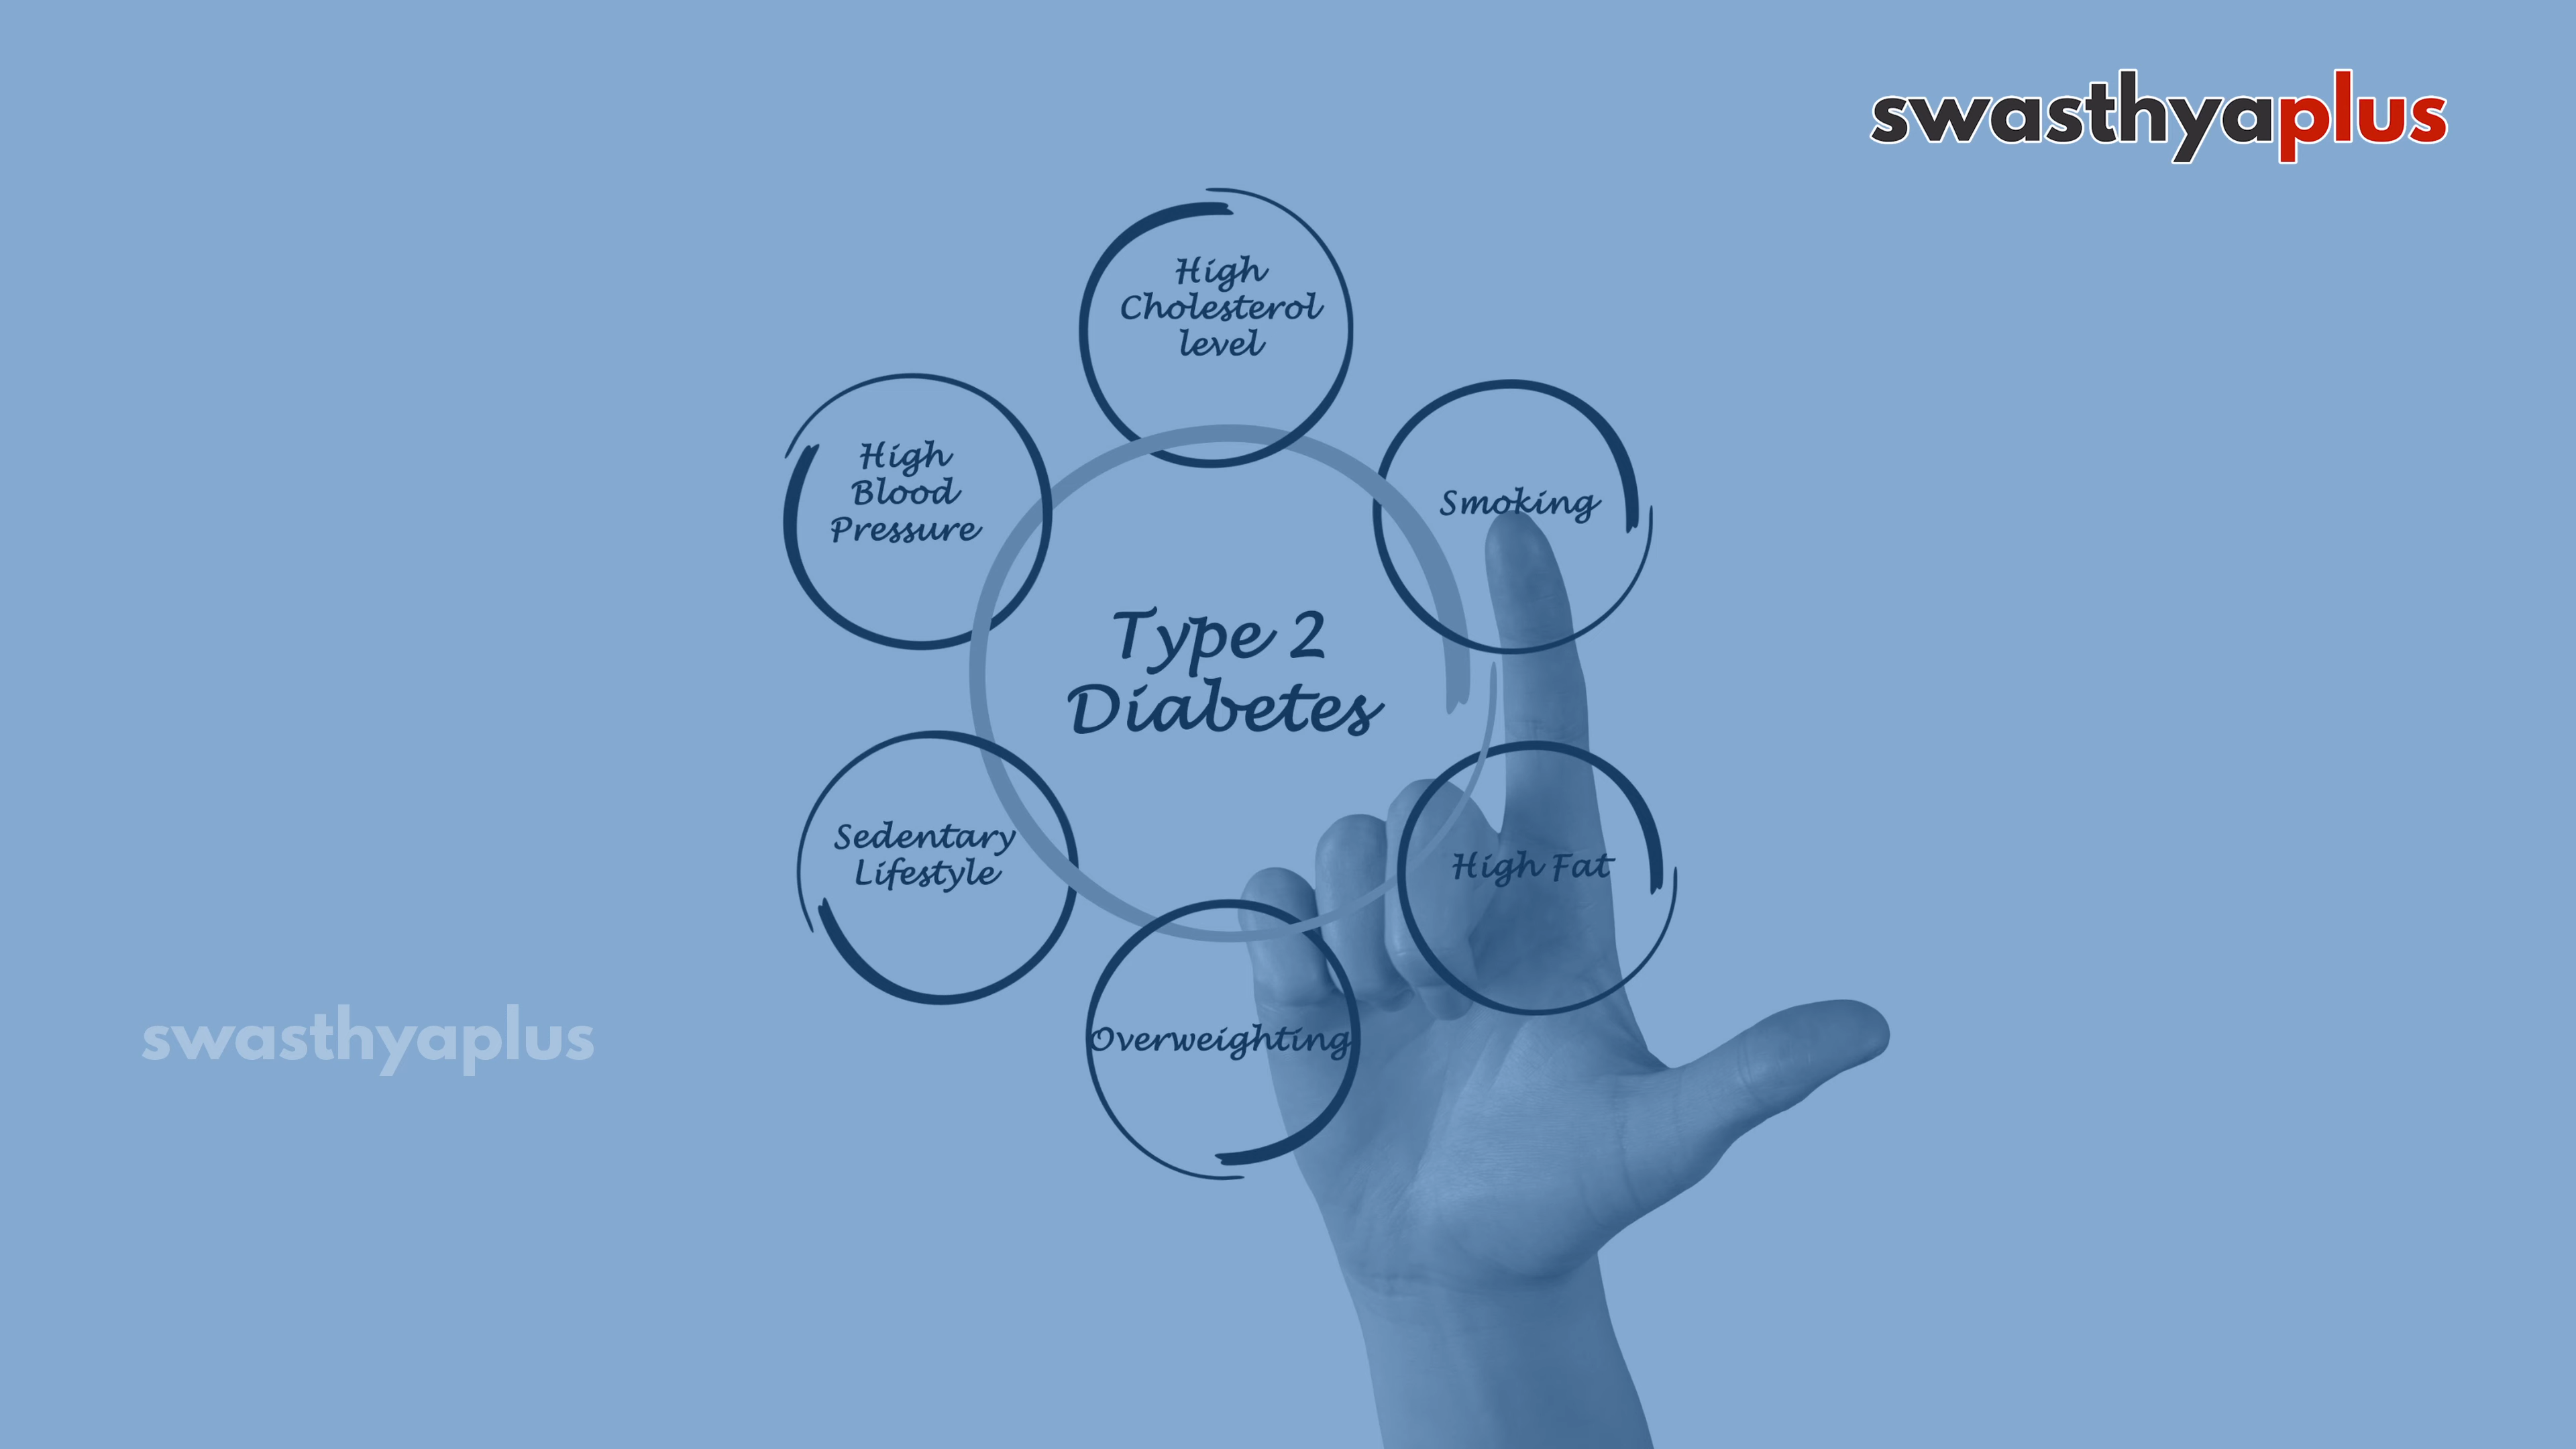 swasthyaplus
High
Cholesterol
level
High
Blood
Pressure
Smoking
Type 2
Diabetes
Sedentary
Lifestyle
High Fat
Overweighting
swasthyaplus